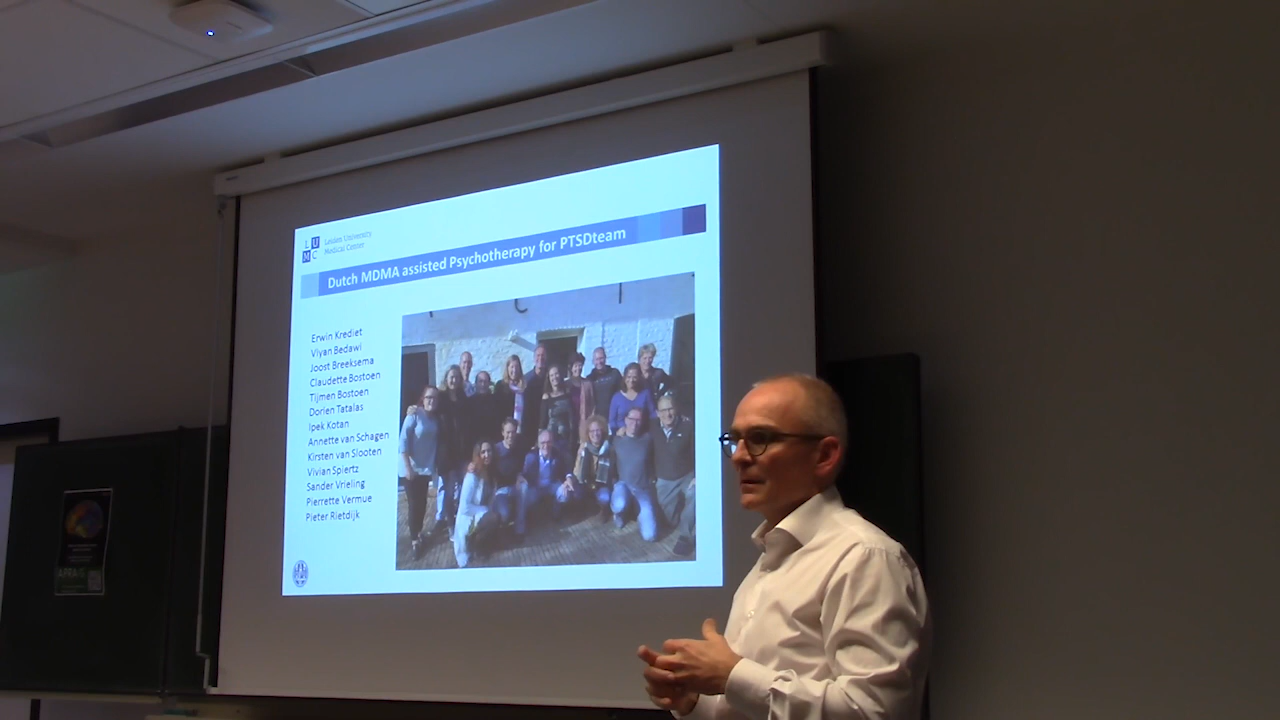 L U
M C
Leiden University
Medical Center
Dutch MDMA assisted Psychotherapy for PTSDteam
Erwin Krediet
Viyan Bedawi
Joost Breeksema
Claudette Bostoen
Tijmen Bostoen
Dorien Tatalas
Ipek Kotan
Annette van Schagen
Kirsten van Slooten
Vivian Spiertz
Sander Vrieling
Pierrette Vermue
Pieter Rietdijk